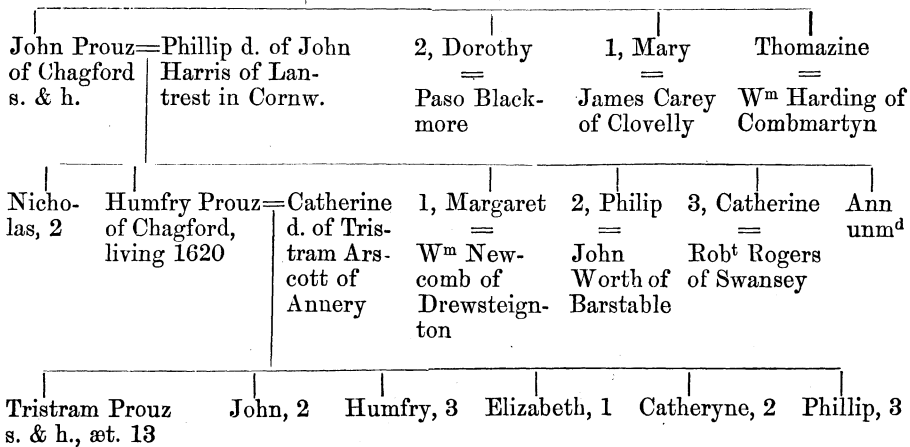 John Prouz=Phillip d. of John 2, Dorothy 1, Mary Thomazine
of Chagford Harris of Lan- = = =
s. & h. trest in Cornw. Paso Black- James Carey Wᵐ Harding of
more of Clovelly Combmartyn
Nicho- Humfry Prouz=Catherine 1, Margaret 2, Philip 3, Catherine Ann
las, 2 of Chagford, d. of Tris- = = = unmᵈ
living 1620 tram Ars- Wᵐ New- John Robᵗ Rogers
cott of comb of Worth of of Swansey
Annery Drewsteign- Barstable
ton
Tristram Prouz John, 2 Humfry, 3 Elizabeth, 1 Catheryne, 2 Phillip, 3
s. & h., æt. 13